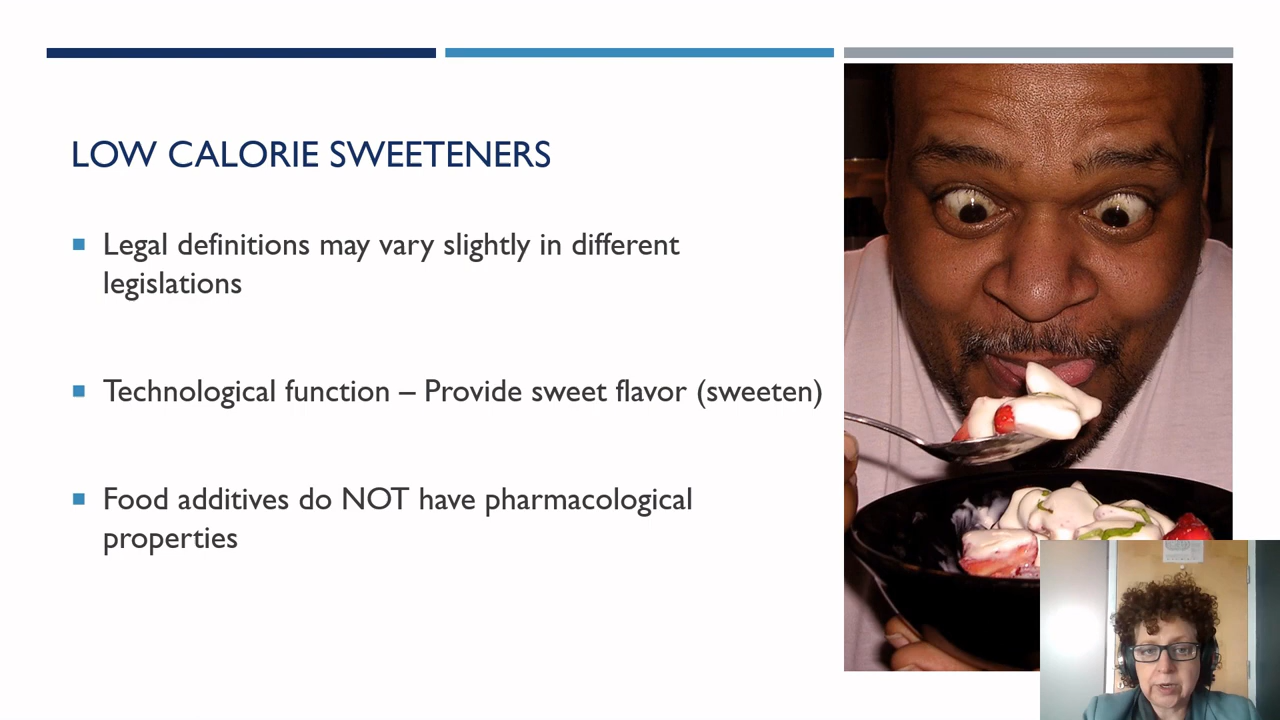 LOW CALORIE SWEETENERS
Legal definitions may vary slightly in different
legislations
Technological function – Provide sweet flavor (sweeten)
Food additives do NOT have pharmacological
properties